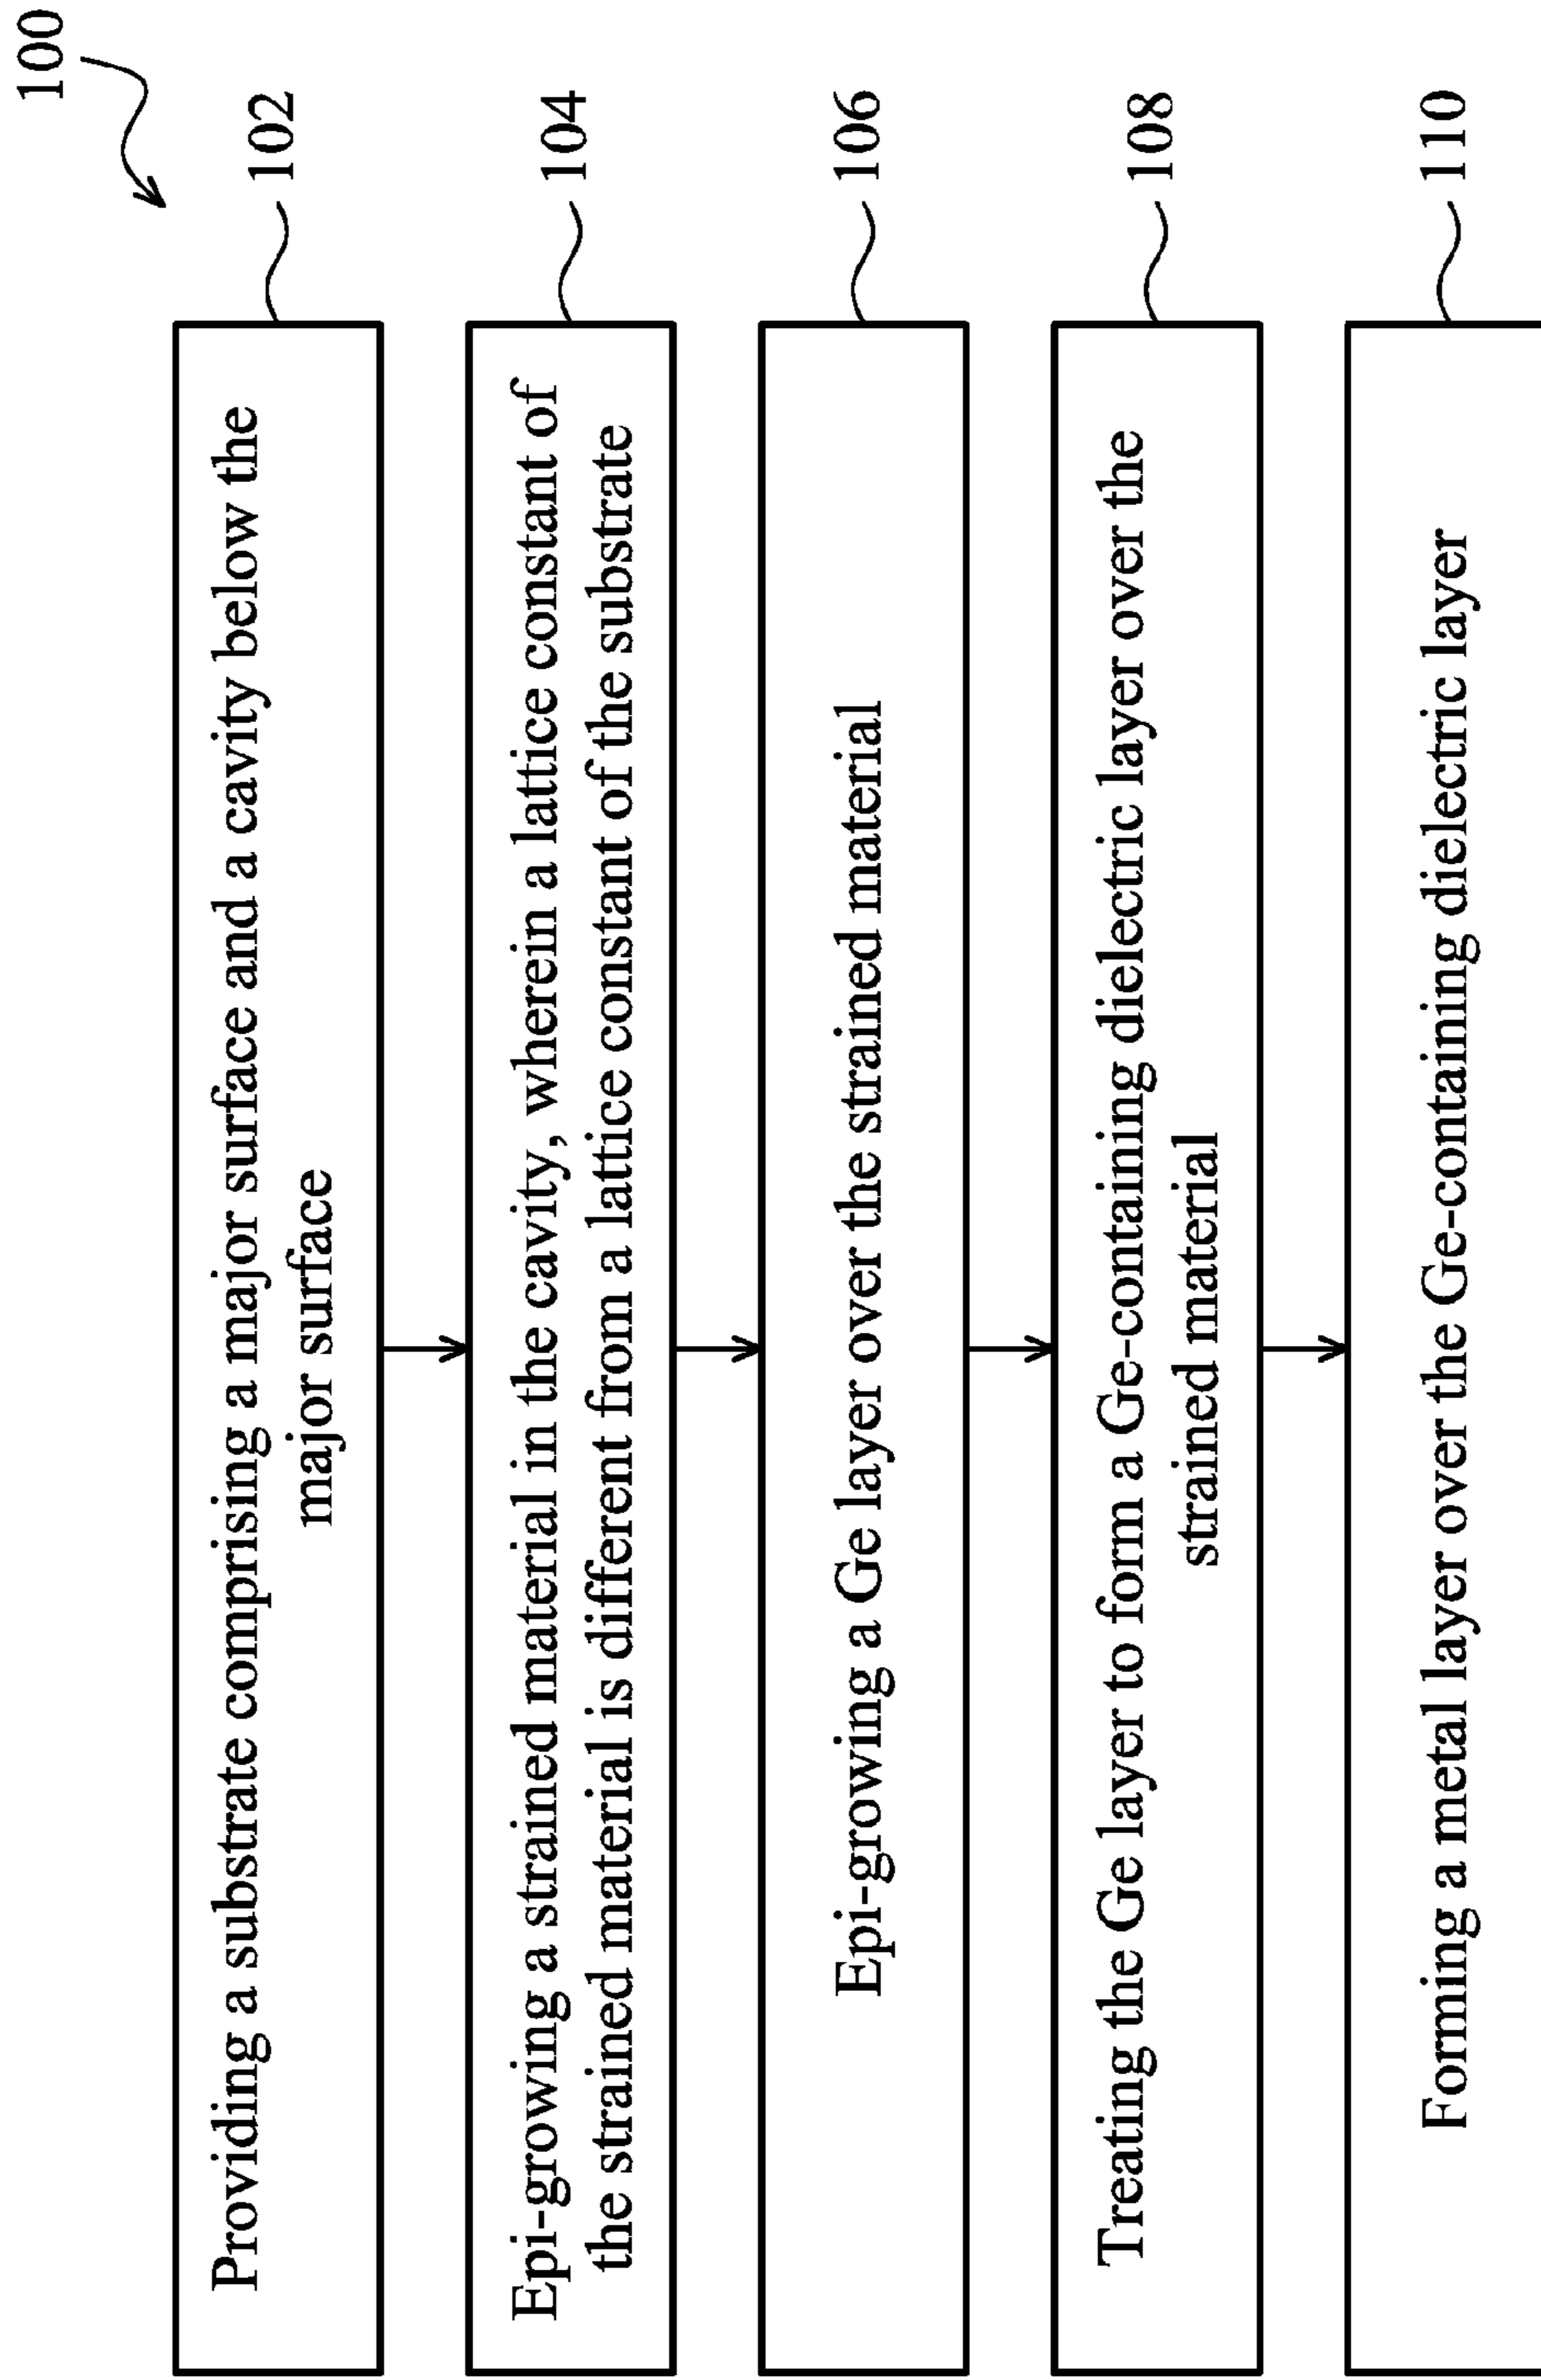 100
Providing a substrate comprising a major surface and a cavity below the
major surface
102
Epi-growing a strained material in the cavity, wherein a lattice constant of
the strained material is different from a lattice constant of the substrate
104
Epi-growing a Ge layer over the strained material
106
Treating the Ge layer to form a Ge-containing dielectric layer over the
strained material
108
Forming a metal layer over the Ge-containing dielectric layer
110